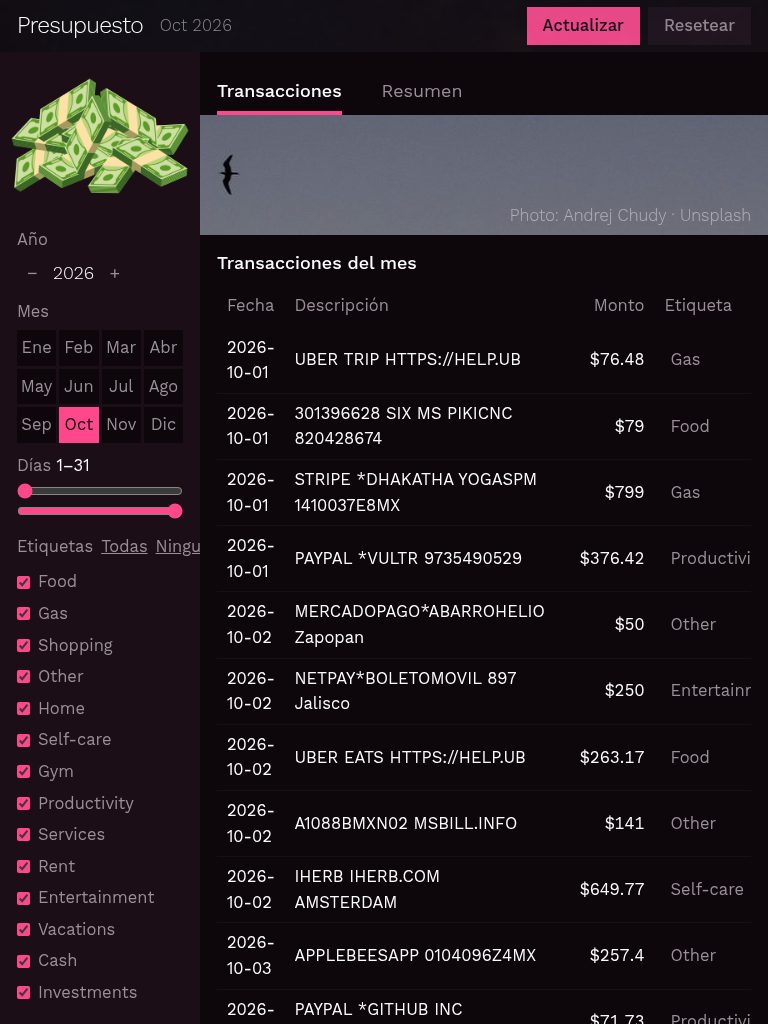 Presupuesto Oct 2026 Actualizar Resetear
Transacciones Resumen
Photo: Andrej Chudy · Unsplash
Año
− 2026 +
Mes
Ene Feb Mar Abr
May Jun Jul Ago
Sep Oct Nov Dic
Días 1–31
Etiquetas Todas Ningu
Food
Gas
Shopping
Other
Home
Self-care
Gym
Productivity
Services
Rent
Entertainment
Vacations
Cash
Investments
Transacciones del mes
Fecha Descripción Monto Etiqueta
2026-
10-01
UBER TRIP HTTPS://HELP.UB
$76.48
Gas
2026-
10-01
301396628 SIX MS PIKICNC
820428674
$79
Food
2026-
10-01
STRIPE *DHAKATHA YOGASPM
1410037E8MX
$799
Gas
2026-
10-01
PAYPAL *VULTR 9735490529
$376.42
Productivi
2026-
10-02
MERCADOPAGO*ABARROHELIO
Zapopan
$50
Other
2026-
10-02
NETPAY*BOLETOMOVIL 897
Jalisco
$250
Entertainr
2026-
10-02
UBER EATS HTTPS://HELP.UB
$263.17
Food
2026-
10-02
A1088BMXN02 MSBILL.INFO
$141
Other
2026-
10-02
IHERB IHERB.COM
AMSTERDAM
$649.77
Self-care
2026-
10-03
APPLEBEESAPP 0104096Z4MX
$257.4
Other
2026-
PAYPAL *GITHUB INC
$71.73
Productivi